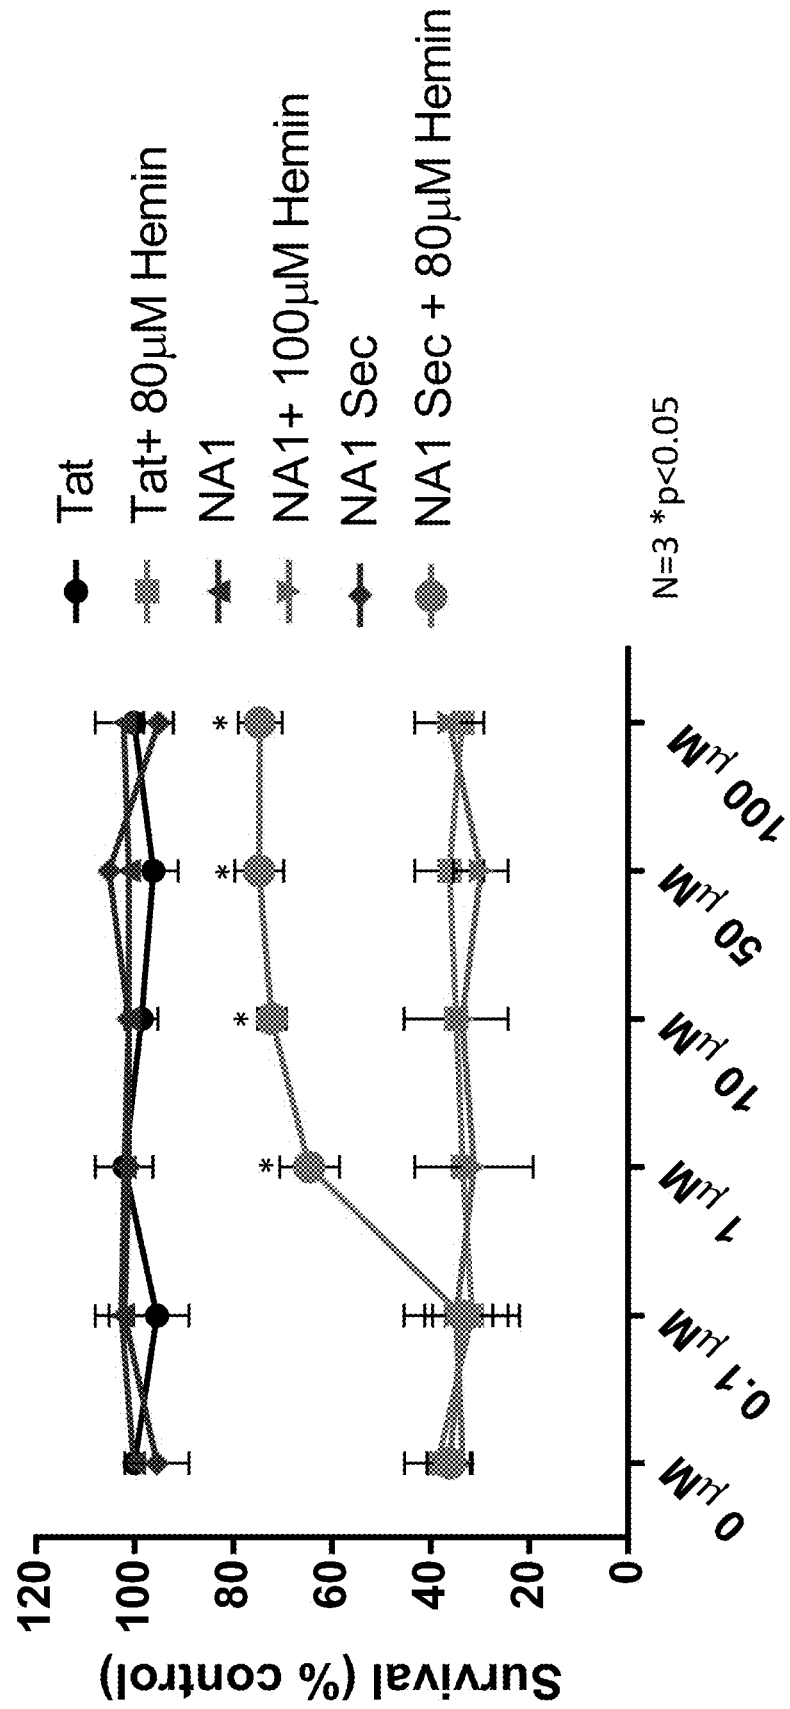 Survival (% control)
120
100
80
60
40
20
0
0 μM
0.1 μM
1 μM
10 μM
50 μM
100 μM
*
*
*
*
Tat
Tat+ 80μM Hemin
NA1
NA1+ 100μM Hemin
NA1 Sec
NA1 Sec + 80μM Hemin
N=3 *p<0.05